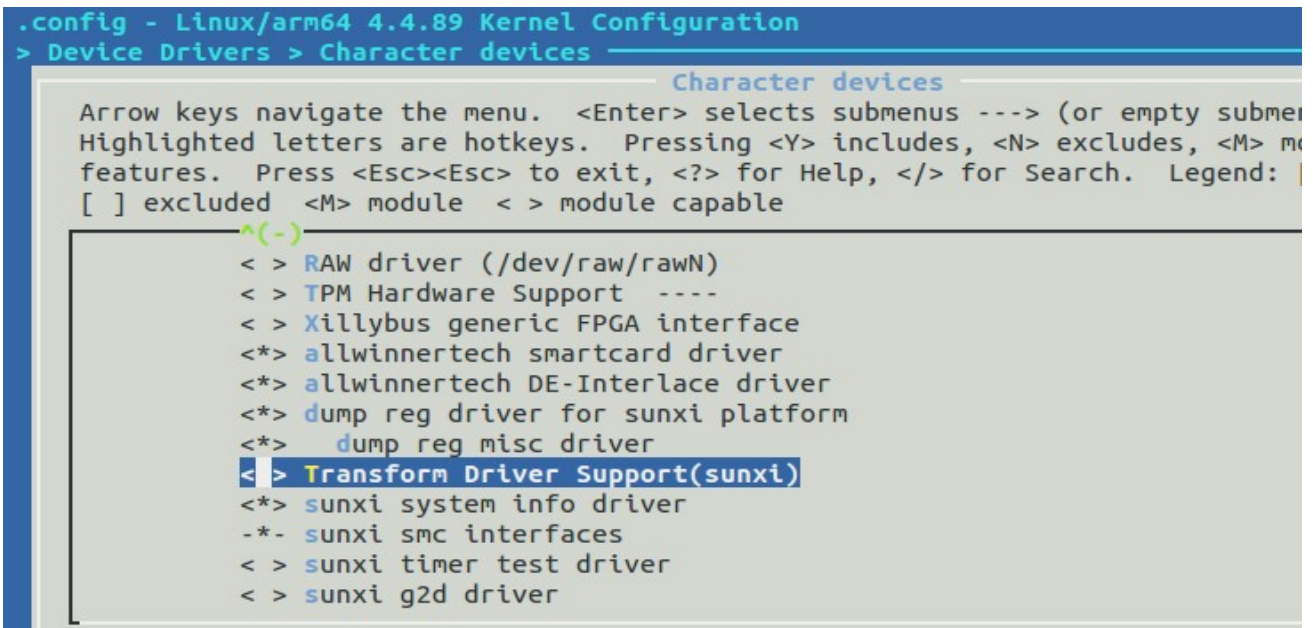 .config - Linux/arm64 4.4.89 Kernel Configuration
> Device Drivers > Character devices
Character devices
Arrow keys navigate the menu.  <Enter> selects submenus ---> (or empty submen
Highlighted letters are hotkeys.  Pressing <Y> includes, <N> excludes, <M> mo
features.  Press <Esc><Esc> to exit, <?> for Help, </> for Search.  Legend: [
[ ] excluded  <M> module  < > module capable
^(-)
< > RAW driver (/dev/raw/rawN)
< > TPM Hardware Support  ----
< > Xillybus generic FPGA interface
<*> allwinnertech smartcard driver
<*> allwinnertech DE-Interlace driver
<*> dump reg driver for sunxi platform
<*>   dump reg misc driver
< > Transform Driver Support(sunxi)
<*> sunxi system info driver
-*- sunxi smc interfaces
< > sunxi timer test driver
< > sunxi g2d driver